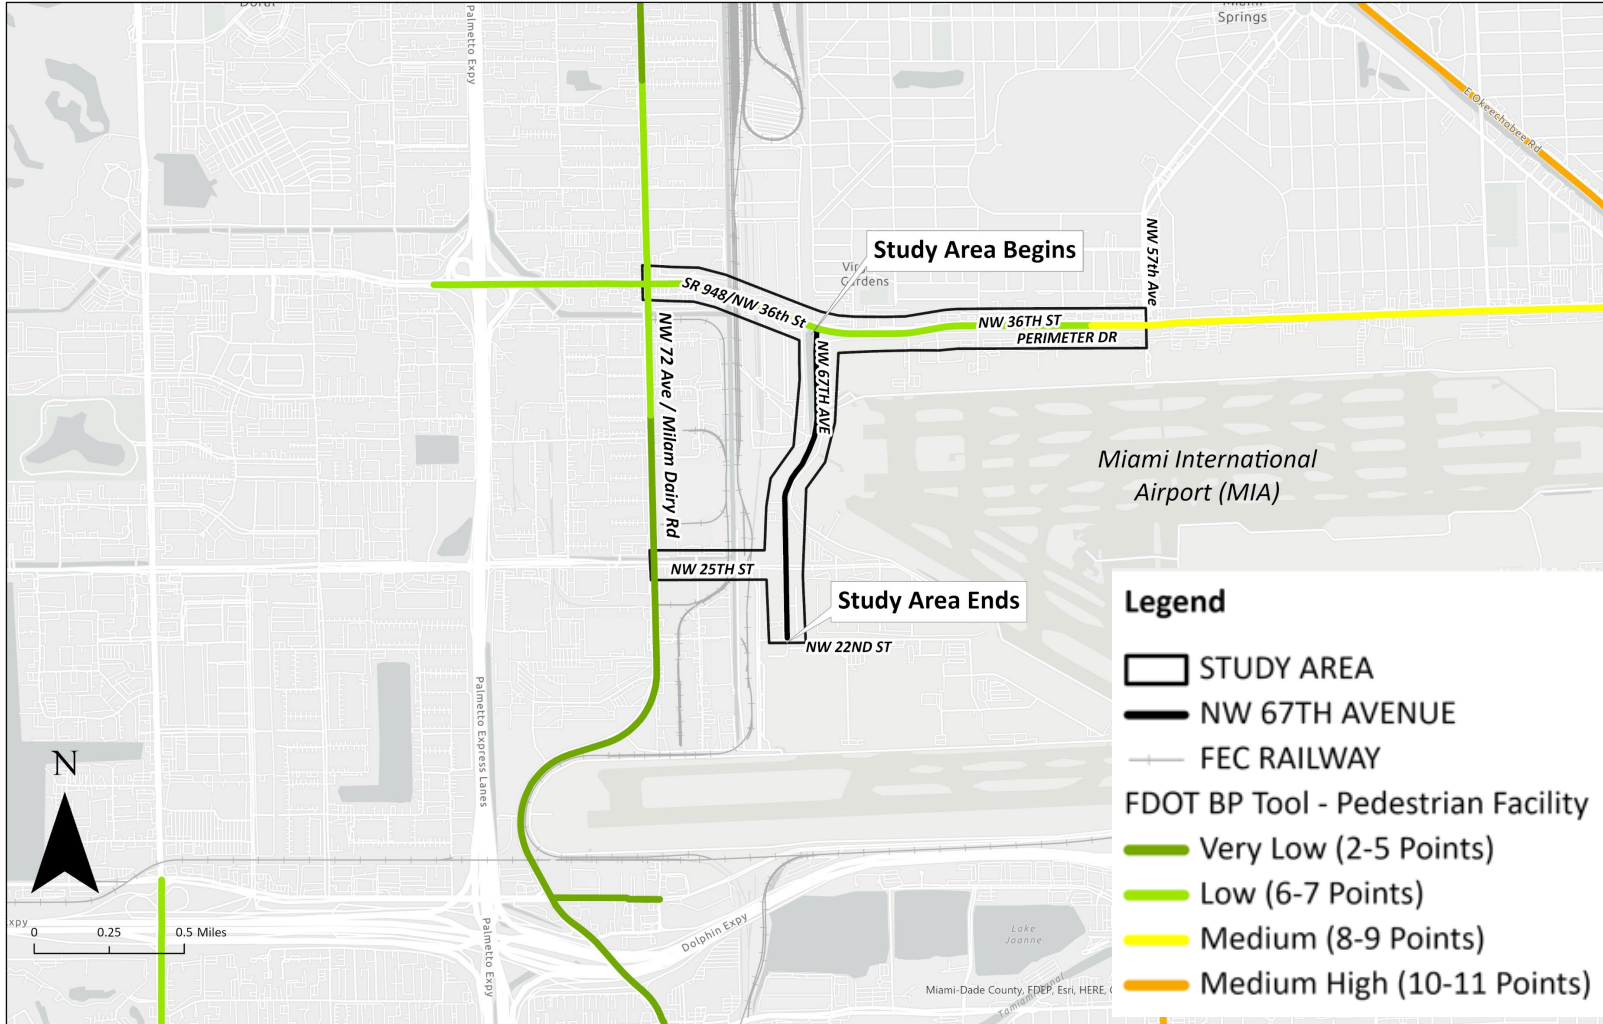 Doral
Palmetto Expy
Springs
E Okeechobee Rd
NW 57th Ave
Study Area Begins
Gardens
SR 948/NW 36th St
NW 36TH ST
PERIMETER DR
NW 72 Ave / Milam Dairy Rd
NW 67TH AVE
Miami International
Airport (MIA)
NW 25TH ST
Study Area Ends
NW 22ND ST
Palmetto Express Lanes
Legend
STUDY AREA
NW 67TH AVENUE
FEC RAILWAY
FDOT BP Tool - Pedestrian Facility
Very Low (2-5 Points)
Low (6-7 Points)
Medium (8-9 Points)
Medium High (10-11 Points)
N
0 0.25 0.5 Miles
Palmetto Expy
Dolphin Expy
Lake
Joanne
Miami-Dade County, FDEP, Esri, HERE,